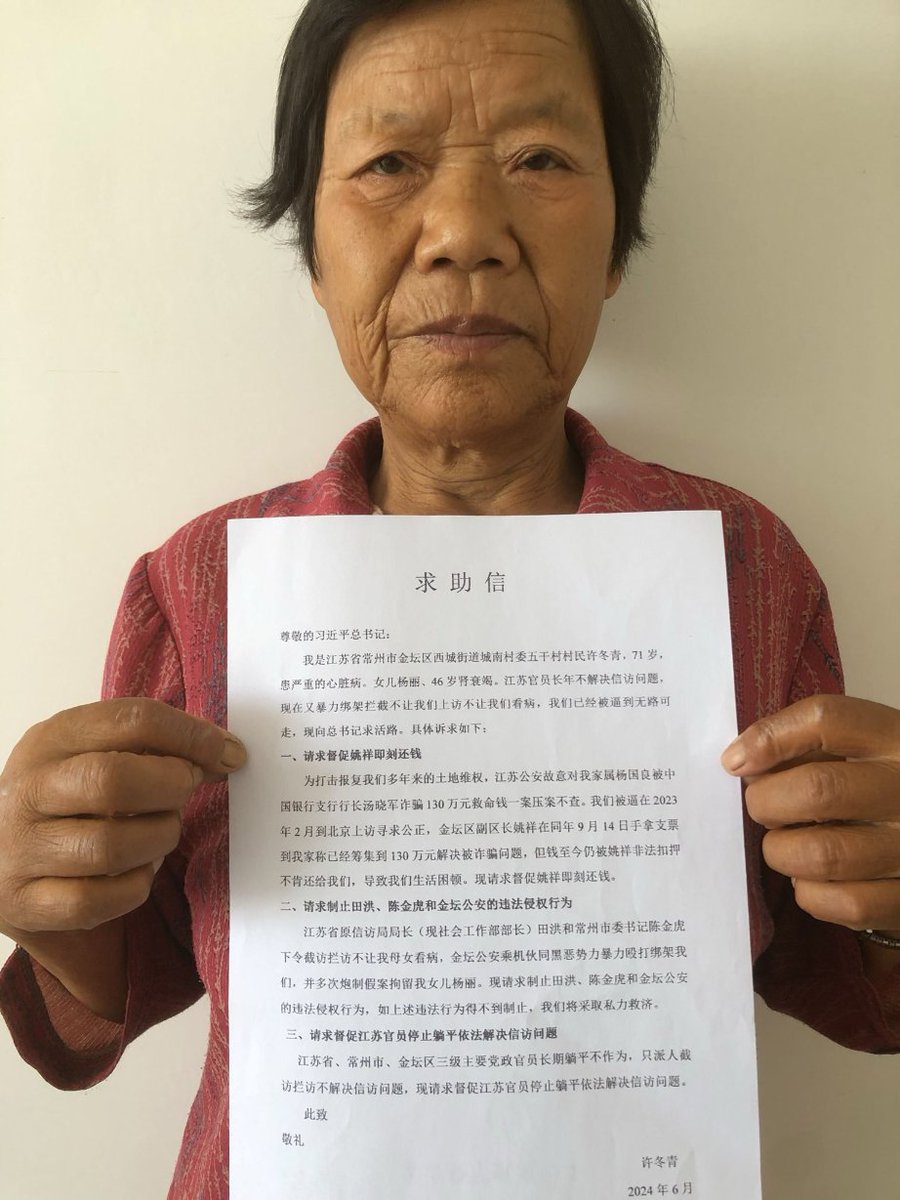 求助信
尊敬的习近平总书记：
我是江苏省常州市金坛区西城街道城南村委五干村村民许冬青，71 岁，
患严重的心脏病。女儿杨丽、46 岁肾衰竭。江苏官员长年不解决信访问题，
现在又暴力绑架拦截不让我们上访不让我们看病，我们已经被逼到无路可
走，现向总书记求活路。具体诉求如下：
一、请求督促姚祥即刻还钱
为打击报复我们多年来的土地维权，江苏公安故意对我家属杨国良被中
国银行支行行长汤晓军诈骗 130 万元救命钱一案压案不查。我们被逼在 2023
年 2 月到北京上访寻求公正，金坛区副区长姚祥在同年 9 月 14 日手拿支票
到我家称已经筹集到 130 万元解决被诈骗问题，但钱至今仍被姚祥非法扣押
不肯还给我们，导致我们生活困顿。现请求督促姚祥即刻还钱。
二、请求制止田洪、陈金虎和金坛公安的违法侵权行为
江苏省原信访局局长（现社会工作部部长）田洪和常州市委书记陈金虎
下令截访拦访不让我母女看病，金坛公安乘机伙同黑恶势力暴力殴打绑架我
们，并多次炮制假案拘留我女儿杨丽。现请求制止田洪、陈金虎和金坛公安
的违法侵权行为，如上述违法行为得不到制止，我们将采取私力救济。
三、请求督促江苏官员停止躺平依法解决信访问题
江苏省、常州市、金坛区三级主要党政官员长期躺平不作为，只派人截
访拦访不解决信访问题，现请求督促江苏官员停止躺平依法解决信访问题。
此致
敬礼
许冬青
2024 年 6 月